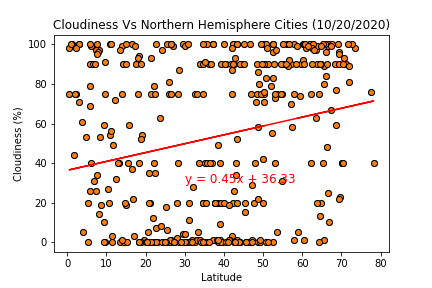 Cloudiness Vs Northern Hemisphere Cities (10/20/2020)
100
80
60
40
20
0
Cloudiness (%)
y = 0.45x + 36.33
0 10 20 30 40 50 60 70 80
Latitude